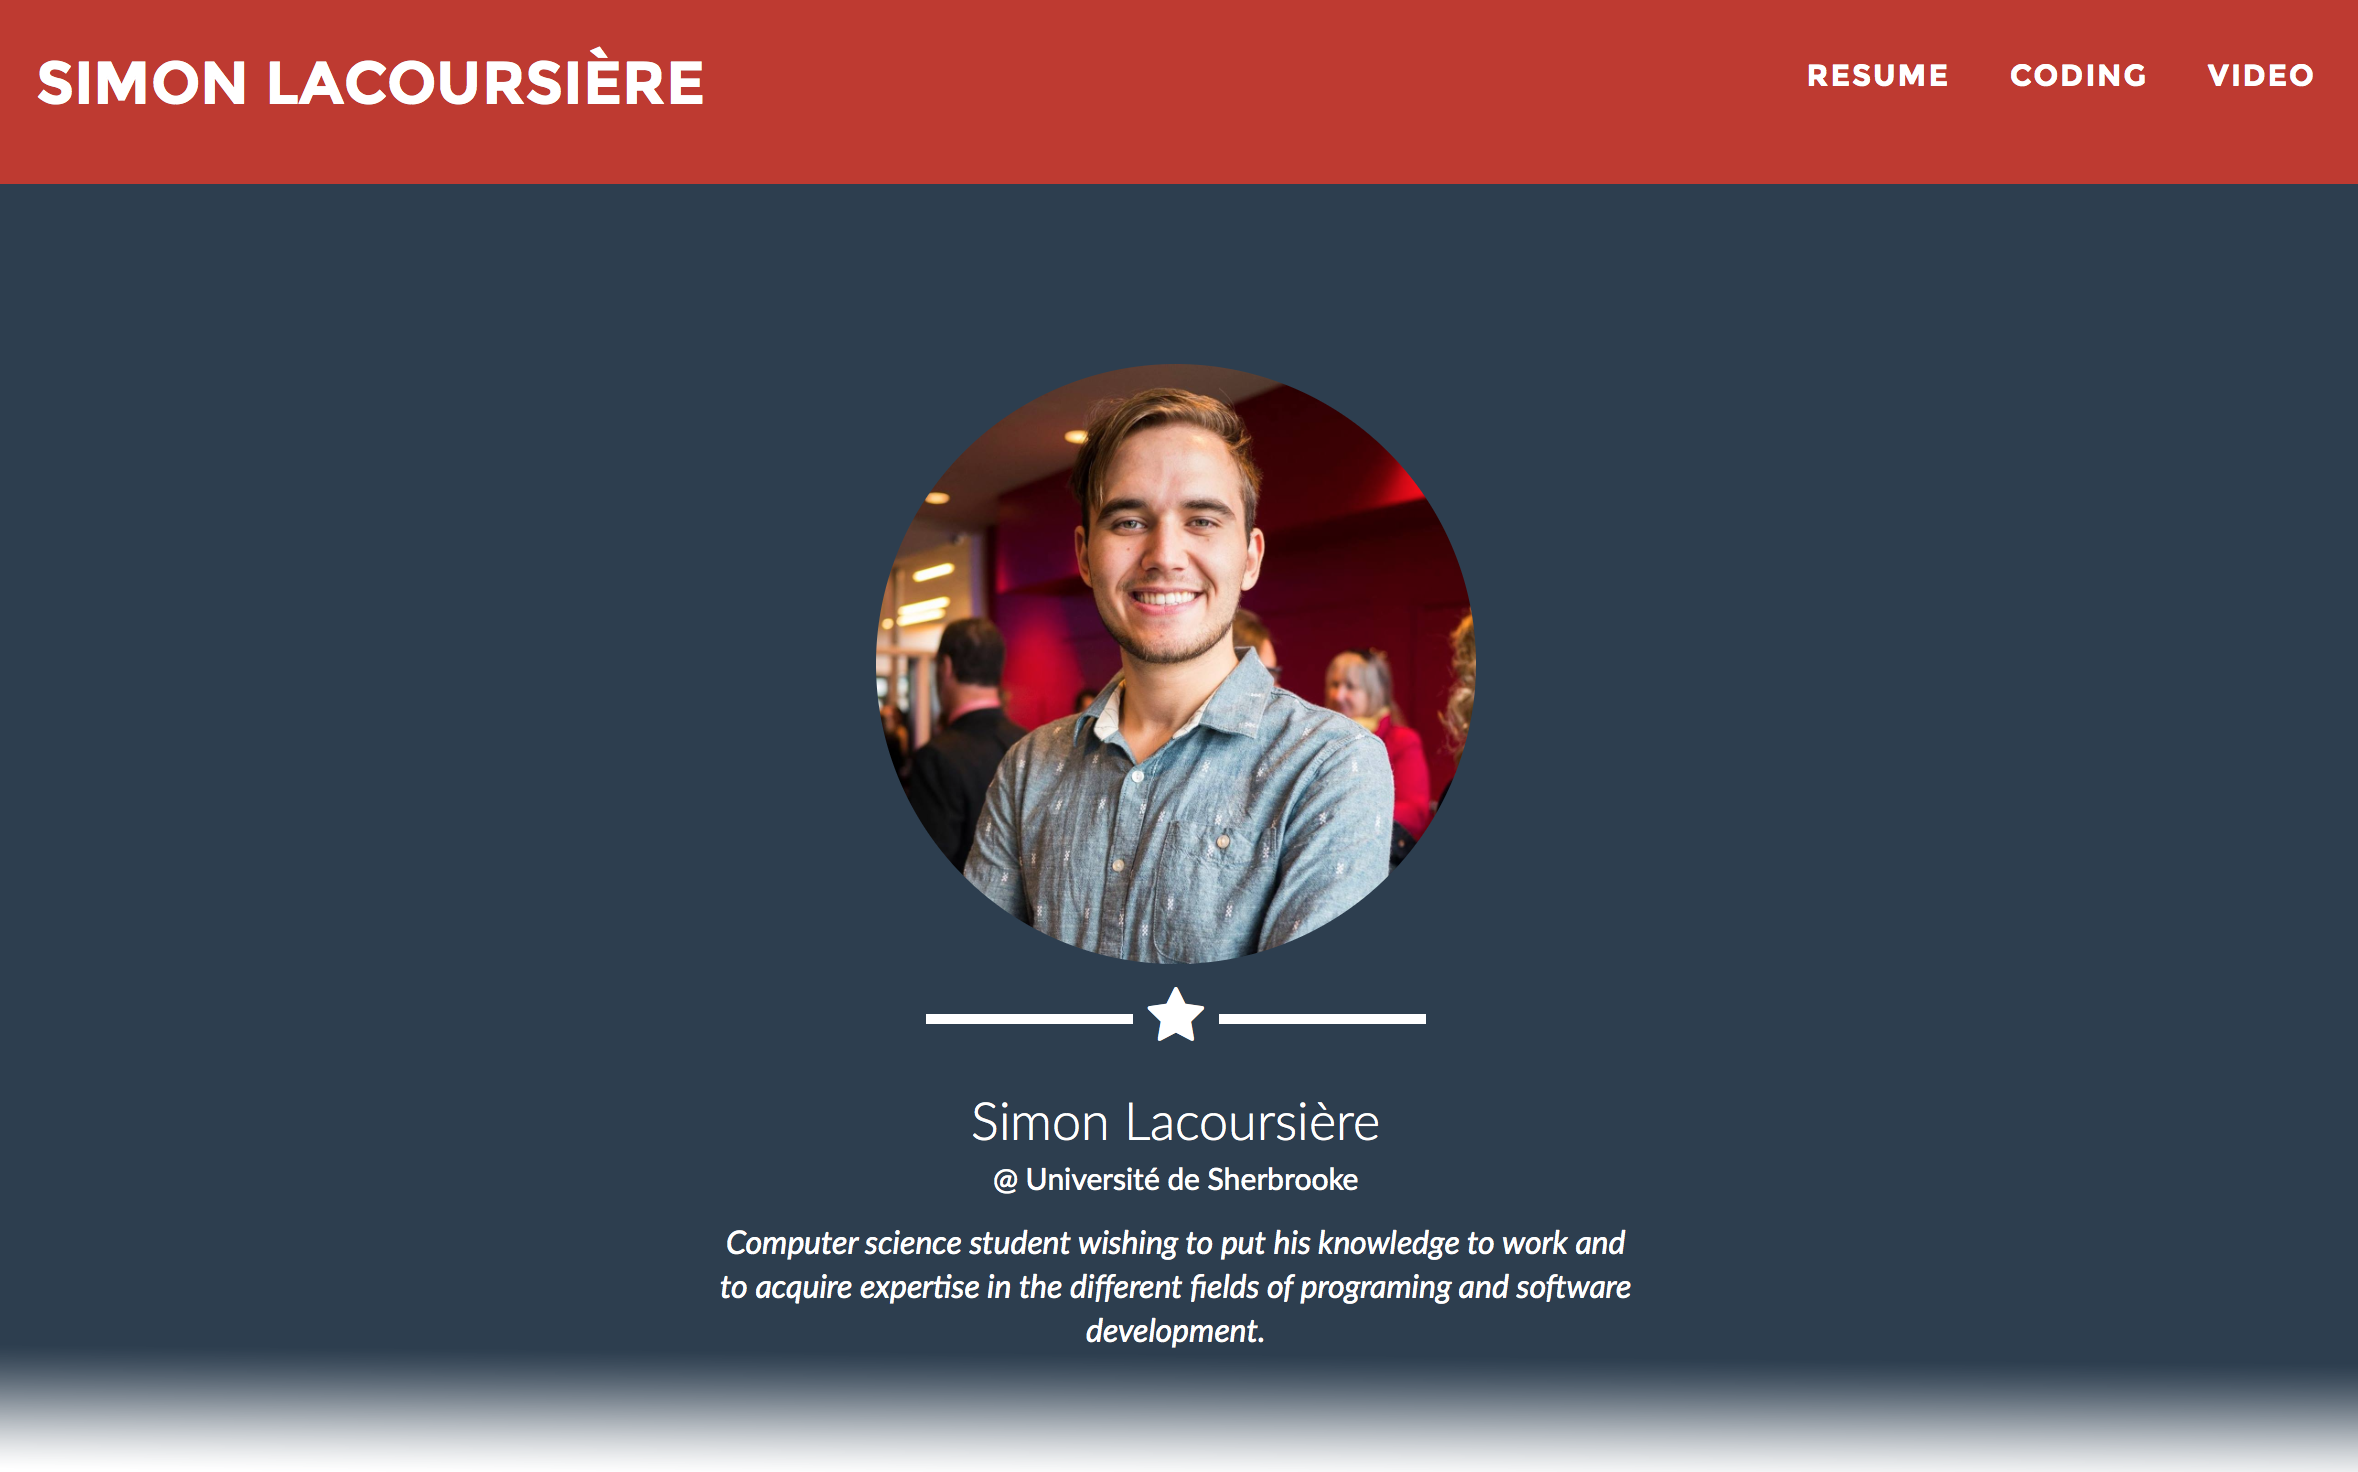 SIMON LACOURSIÈRE
RESUME CODING VIDEO
Simon Lacoursière
@ Université de Sherbrooke
Computer science student wishing to put his knowledge to work and
to acquire expertise in the different fields of programing and software
development.